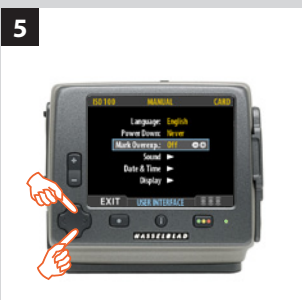 5
ISO 100 MANUAL CARD
Language: English
Power Down: Never
Mark Overexp.: Off
Sound
Date & Time
Display
EXIT USER INTERFACE
HASSELBLAD